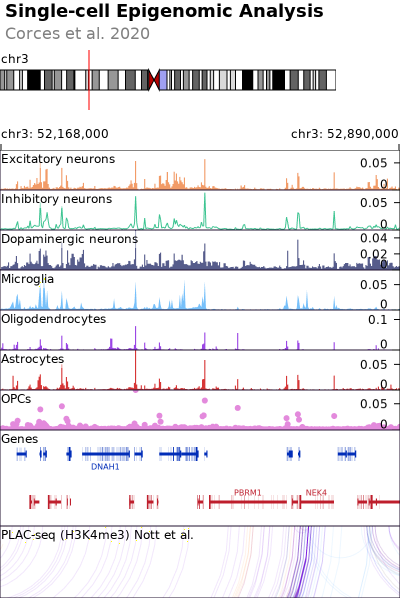 Single-cell Epigenomic Analysis
Corces et al. 2020
chr3
chr3: 52,168,000 chr3: 52,890,000
Excitatory neurons 0.05
0
Inhibitory neurons 0.05
0
Dopaminergic neurons 0.04
0.02
0
Microglia 0.05
0
Oligodendrocytes 0.1
0
Astrocytes 0.05
0
OPCs 0.05
0
Genes
DNAH1
PBRM1 NEK4
PLAC-seq (H3K4me3) Nott et al.